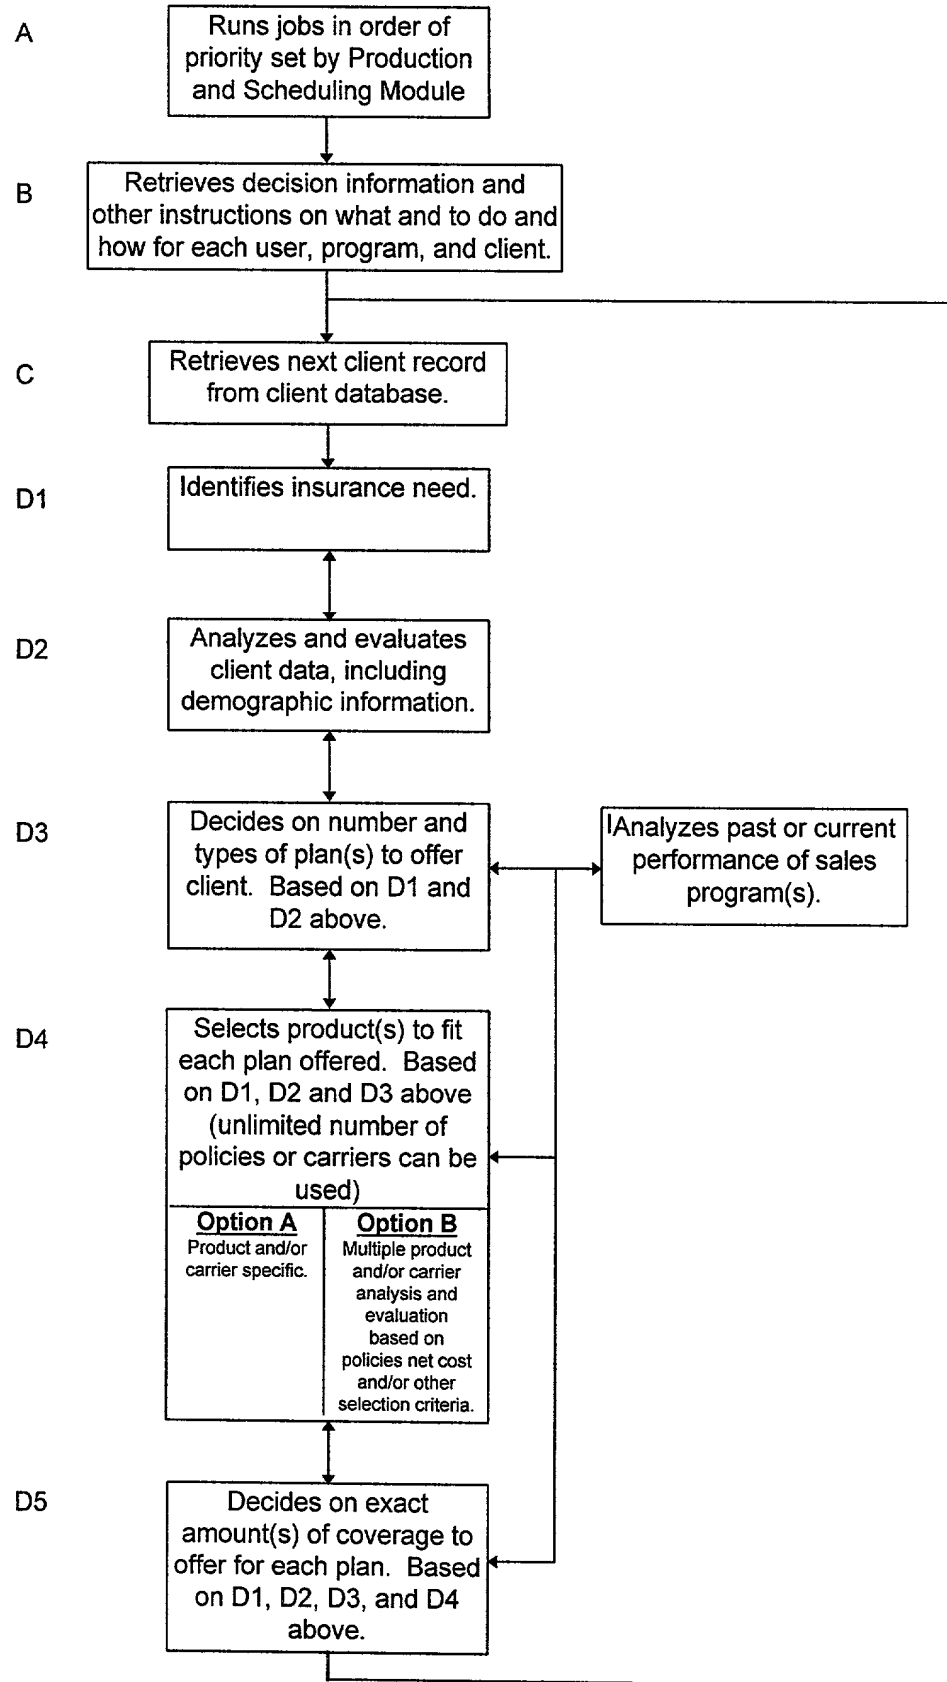 A
Runs jobs in order of
priority set by Production
and Scheduling Module
B
Retrieves decision information and
other instructions on what and to do and
how for each user, program, and client.
C
Retrieves next client record
from client database.
D1
Identifies insurance need.
D2
Analyzes and evaluates
client data, including
demographic information.
D3
Decides on number and
types of plan(s) to offer
client. Based on D1 and
D2 above.
Analyzes past or current
performance of sales
program(s).
D4
Selects product(s) to fit
each plan offered. Based
on D1, D2 and D3 above
(unlimited number of
policies or carriers can be
used)
Option A
Product and/or
carrier specific.
Option B
Multiple product
and/or carrier
analysis and
evaluation
based on
policies net cost
and/or other
selection criteria.
D5
Decides on exact
amount(s) of coverage to
offer for each plan. Based
on D1, D2, D3, and D4
above.